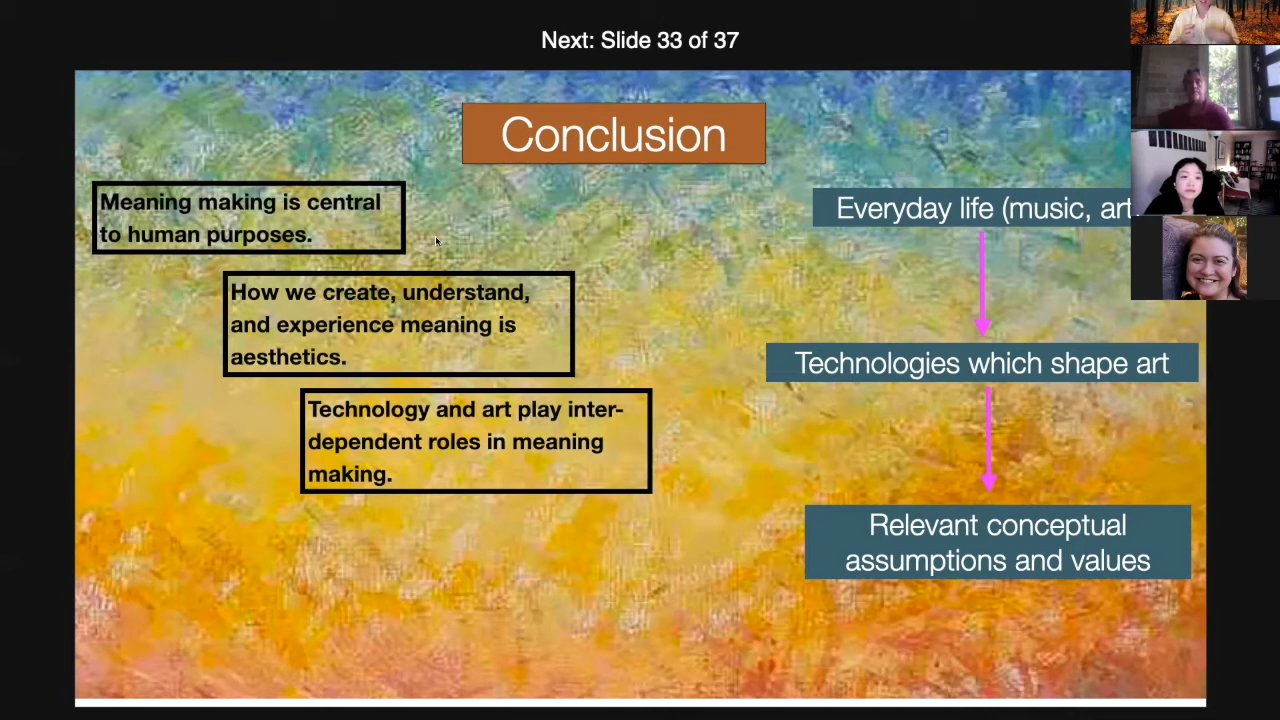 Next: Slide 33 of 37
Conclusion
Meaning making is central
to human purposes.
How we create, understand,
and experience meaning is
aesthetics.
Technology and art play inter-
dependent roles in meaning
making.
Everyday life (music, art
Technologies which shape art
Relevant conceptual
assumptions and values